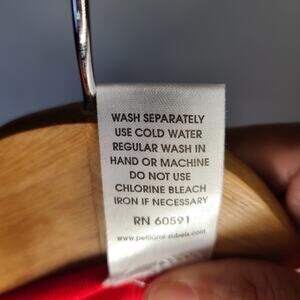 WASH SEPARATELY
USE COLD WATER
REGULAR WASH IN
HAND OR MACHINE
DO NOT USE
CHLORINE BLEACH
IRON IF NECESSARY
RN 60591